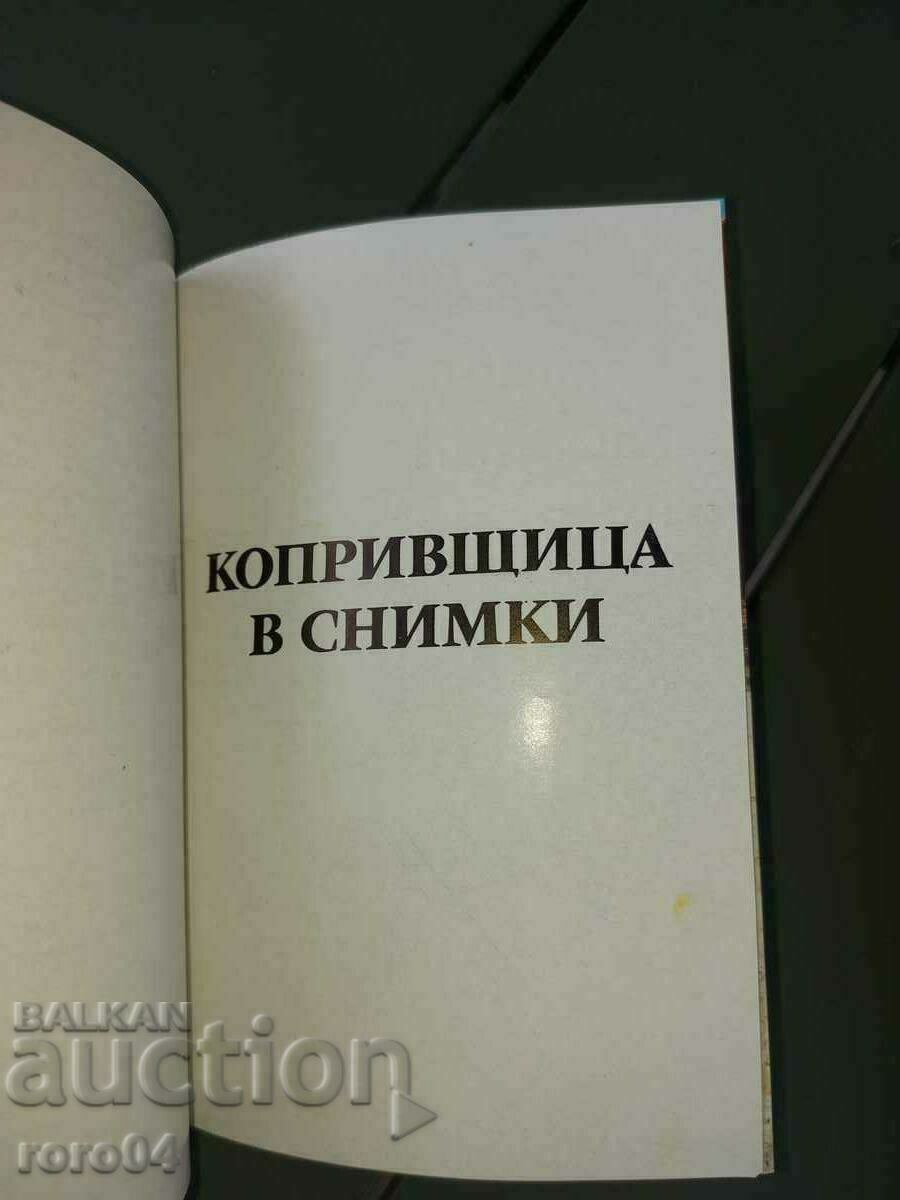 КОПРИВЩИЦА
В СНИМКИ
BALKAN
auction
roro04